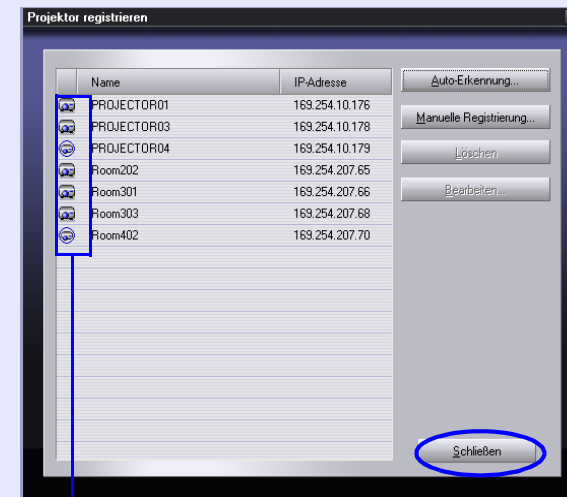 Projektor registrieren
Name IP-Adresse
PROJECTOR01 169.254.10.176
PROJECTOR03 169.254.10.178
PROJECTOR04 169.254.10.179
Room202 169.254.207.65
Room301 169.254.207.66
Room303 169.254.207.68
Room402 169.254.207.70
Auto-Erkennung...
Manuelle Registrierung...
Löschen
Bearbeiten...
Schließen